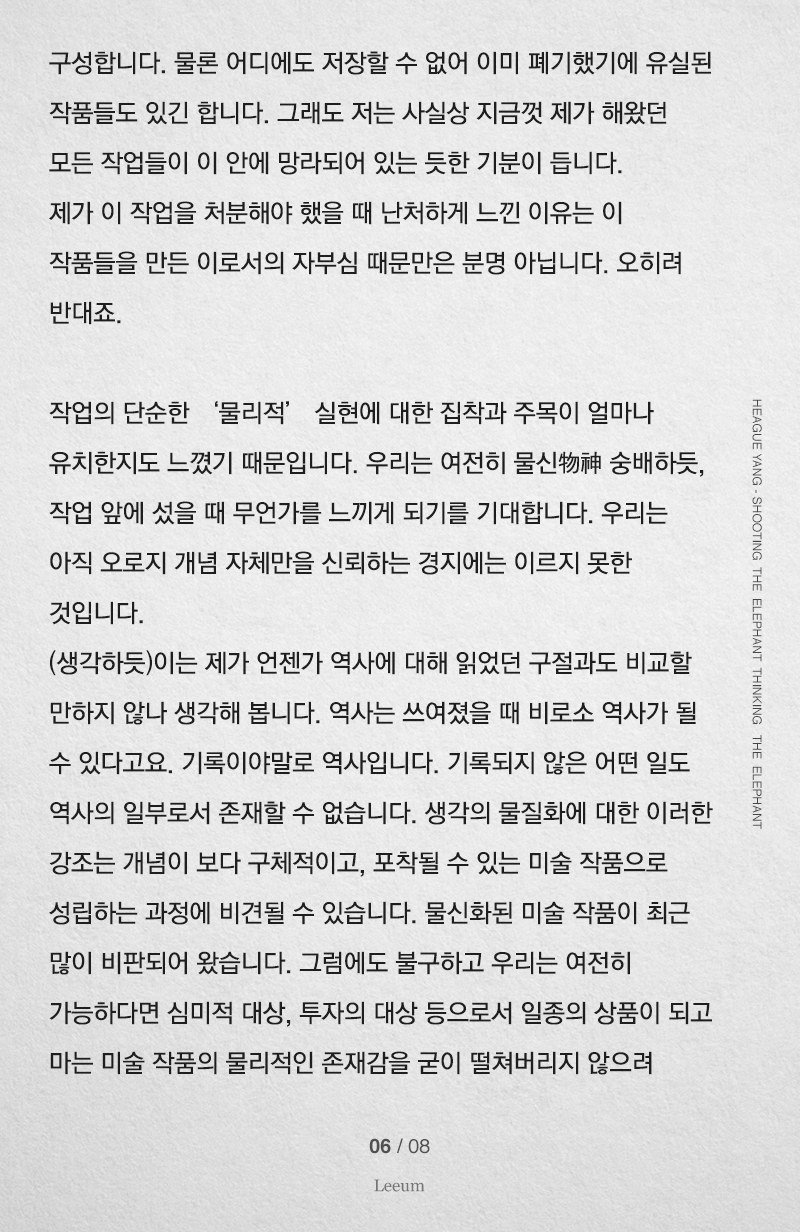 구성합니다. 물론 어디에도 저장할 수 없어 이미 폐기했기에 유실된
작품들도 있긴 합니다. 그래도 저는 사실상 지금껏 제가 해왔던
모든 작업들이 이 안에 망라되어 있는 듯한 기분이 듭니다.
제가 이 작업을 처분해야 했을 때 난처하게 느낀 이유는 이
작품들을 만든 이로서의 자부심 때문만은 분명 아닙니다. 오히려
반대죠.
작업의 단순한 ‘물리적’ 실현에 대한 집착과 주목이 얼마나
유치한지도 느꼈기 때문입니다. 우리는 여전히 물신物神 숭배하듯,
작업 앞에 섰을 때 무언가를 느끼게 되기를 기대합니다. 우리는
아직 오로지 개념 자체만을 신뢰하는 경지에는 이르지 못한
것입니다.
(생각하듯)이는 제가 언젠가 역사에 대해 읽었던 구절과도 비교할
만하지 않나 생각해 봅니다. 역사는 쓰여졌을 때 비로소 역사가 될
수 있다고요. 기록이야말로 역사입니다. 기록되지 않은 어떤 일도
역사의 일부로서 존재할 수 없습니다. 생각의 물질화에 대한 이러한
강조는 개념이 보다 구체적이고, 포착될 수 있는 미술 작품으로
성립하는 과정에 비견될 수 있습니다. 물신화된 미술 작품이 최근
많이 비판되어 왔습니다. 그럼에도 불구하고 우리는 여전히
가능하다면 심미적 대상, 투자의 대상 등으로서 일종의 상품이 되고
마는 미술 작품의 물리적인 존재감을 굳이 떨쳐버리지 않으려
HEAGUE YANG - SHOOTING THE ELEPHANT THINKING THE ELEPHANT
06 / 08
Leeum